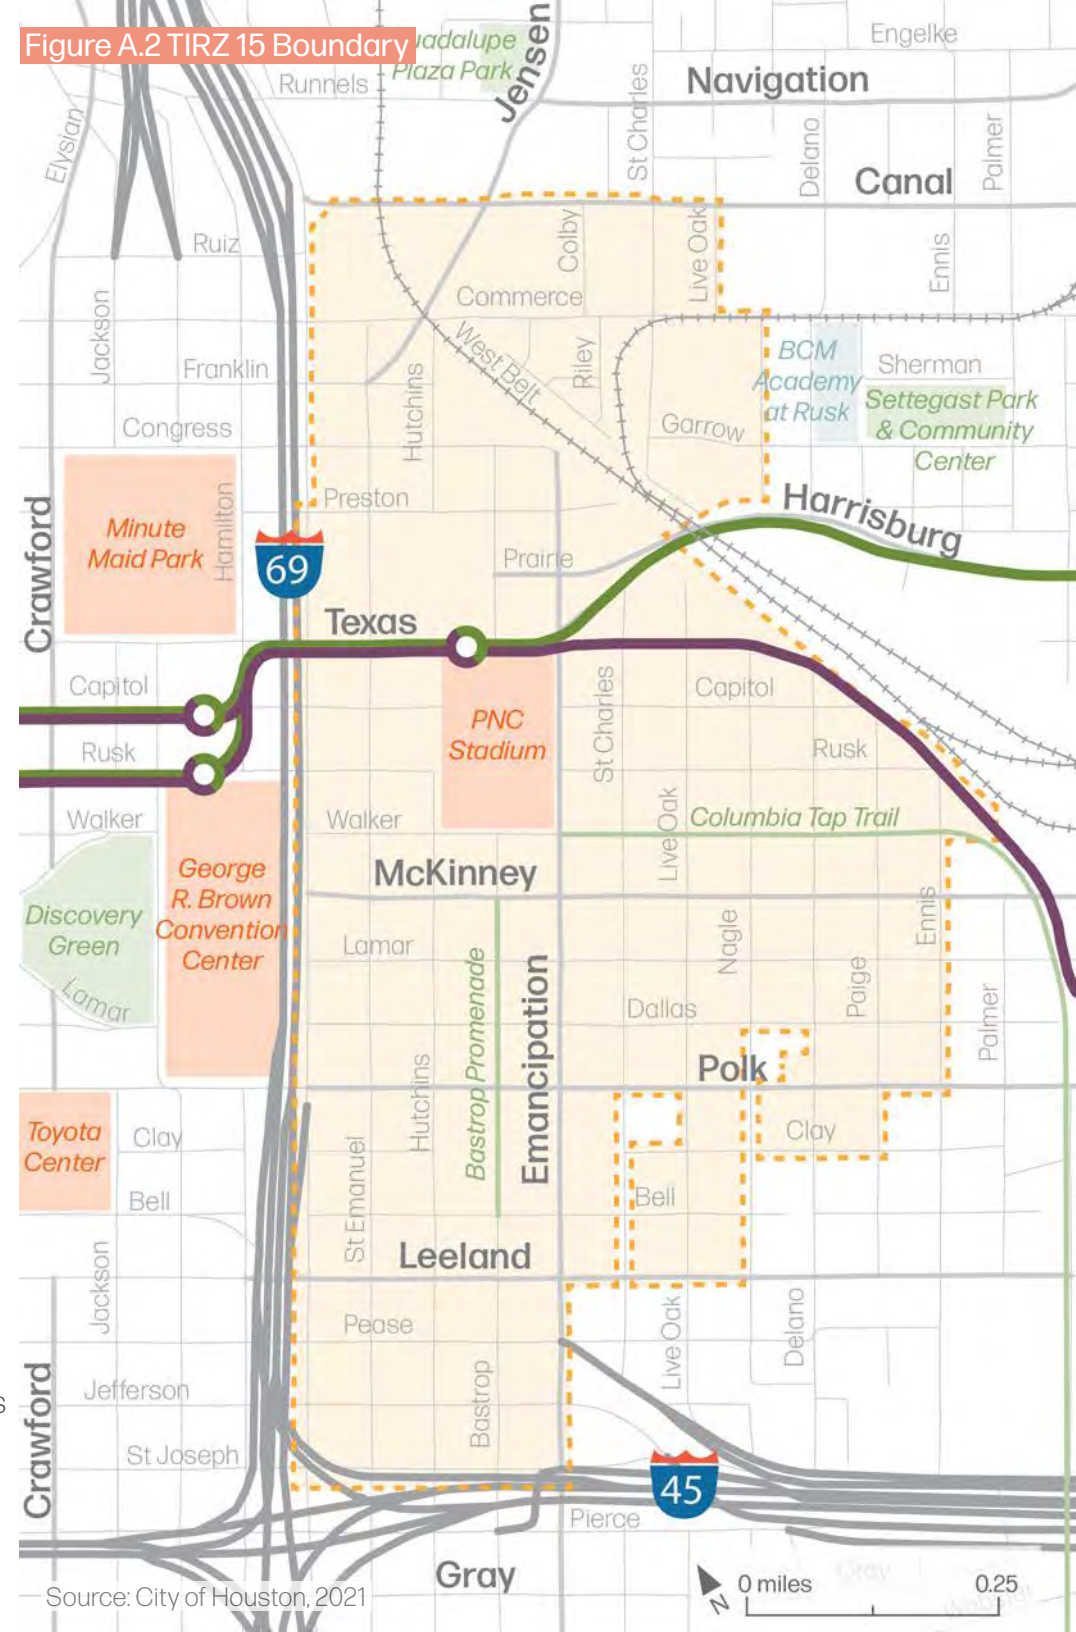 Figure A.2 TIRZ 15 Boundary
uadalupe
Plaza Park
Jensen
Engelke
Runnels
Navigation
Elysian
St Charles
Delano
Palmer
Canal
Ruiz
Colby
Live Oak
Ennis
Commerce
Jackson
West Belt
Riley
BCM
Academy
at Rusk
Sherman
Franklin
Hutchins
Settegast Park
& Community
Center
Congress
Garrow
Crawford
Minute
Maid Park
Hamilton
Preston
Harrisburg
69
Prairie
Texas
Capitol
PNC
Stadium
St Charles
Capitol
Rusk
Rusk
Walker
Walker
Live Oak
Columbia Tap Trail
McKinney
George
R. Brown
Convention
Center
Discovery
Green
Lamar
Lamar
Bastrop Promenade
Emancipation
Nagle
Ennis
Paige
Dallas
Palmer
Polk
Hutchins
Toyota
Center
Clay
Clay
St Emanuel
Bell
Bell
Leeland
Jackson
Pease
Live Oak
Delano
Crawford
Jefferson
Bastrop
s
St Joseph
45
Pierce
Gray
N
0 miles
0.25
Gray
Source: City of Houston, 2021